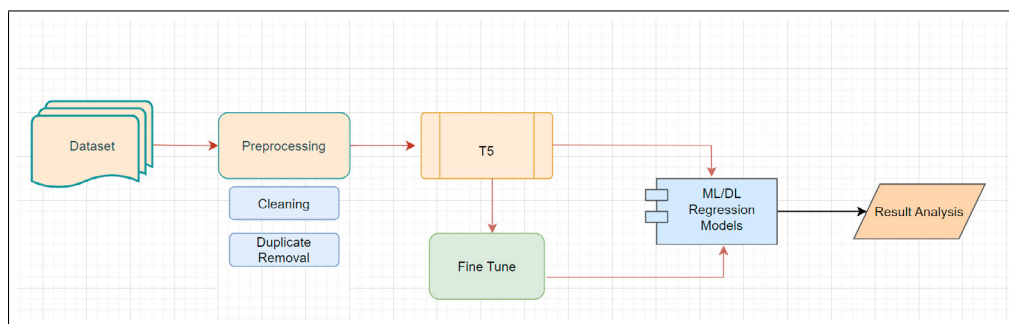 Dataset
Preprocessing
Cleaning
Duplicate
Removal
T5
Fine Tune
ML/DL
Regression
Models
Result Analysis